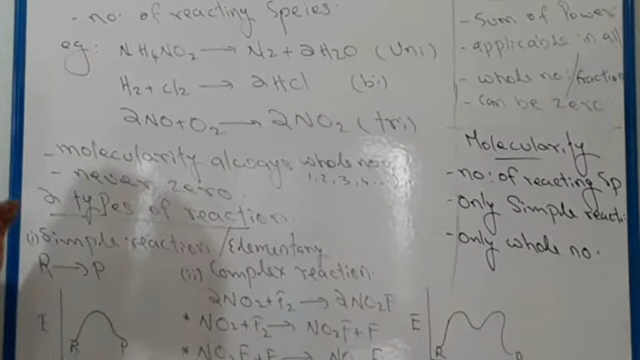 - no. of reacting Speies.
eg: NH4NO2 → N2 + 2H2O (Uni)
H2 + Cl2 → 2HCl (bi)
2NO + O2 → 2NO2 (tri)
- molecularity always whole no.
1, 2, 3, 4...
- never zero
2 types of reaction.
(i) Simple reaction / Elementary
R → P
(ii) Complex reaction
2NO2 + F2 → 2NO2F
* NO2 + F2 → NO2F + F
* NO2F + F → NO2F
E
R P
E
R P
- Sum of Power
- applicable in all
- whole no./fraction
- can be zero.
Molecularity
- no: of reacting Sp
- only Simple reacti
- only whole no.